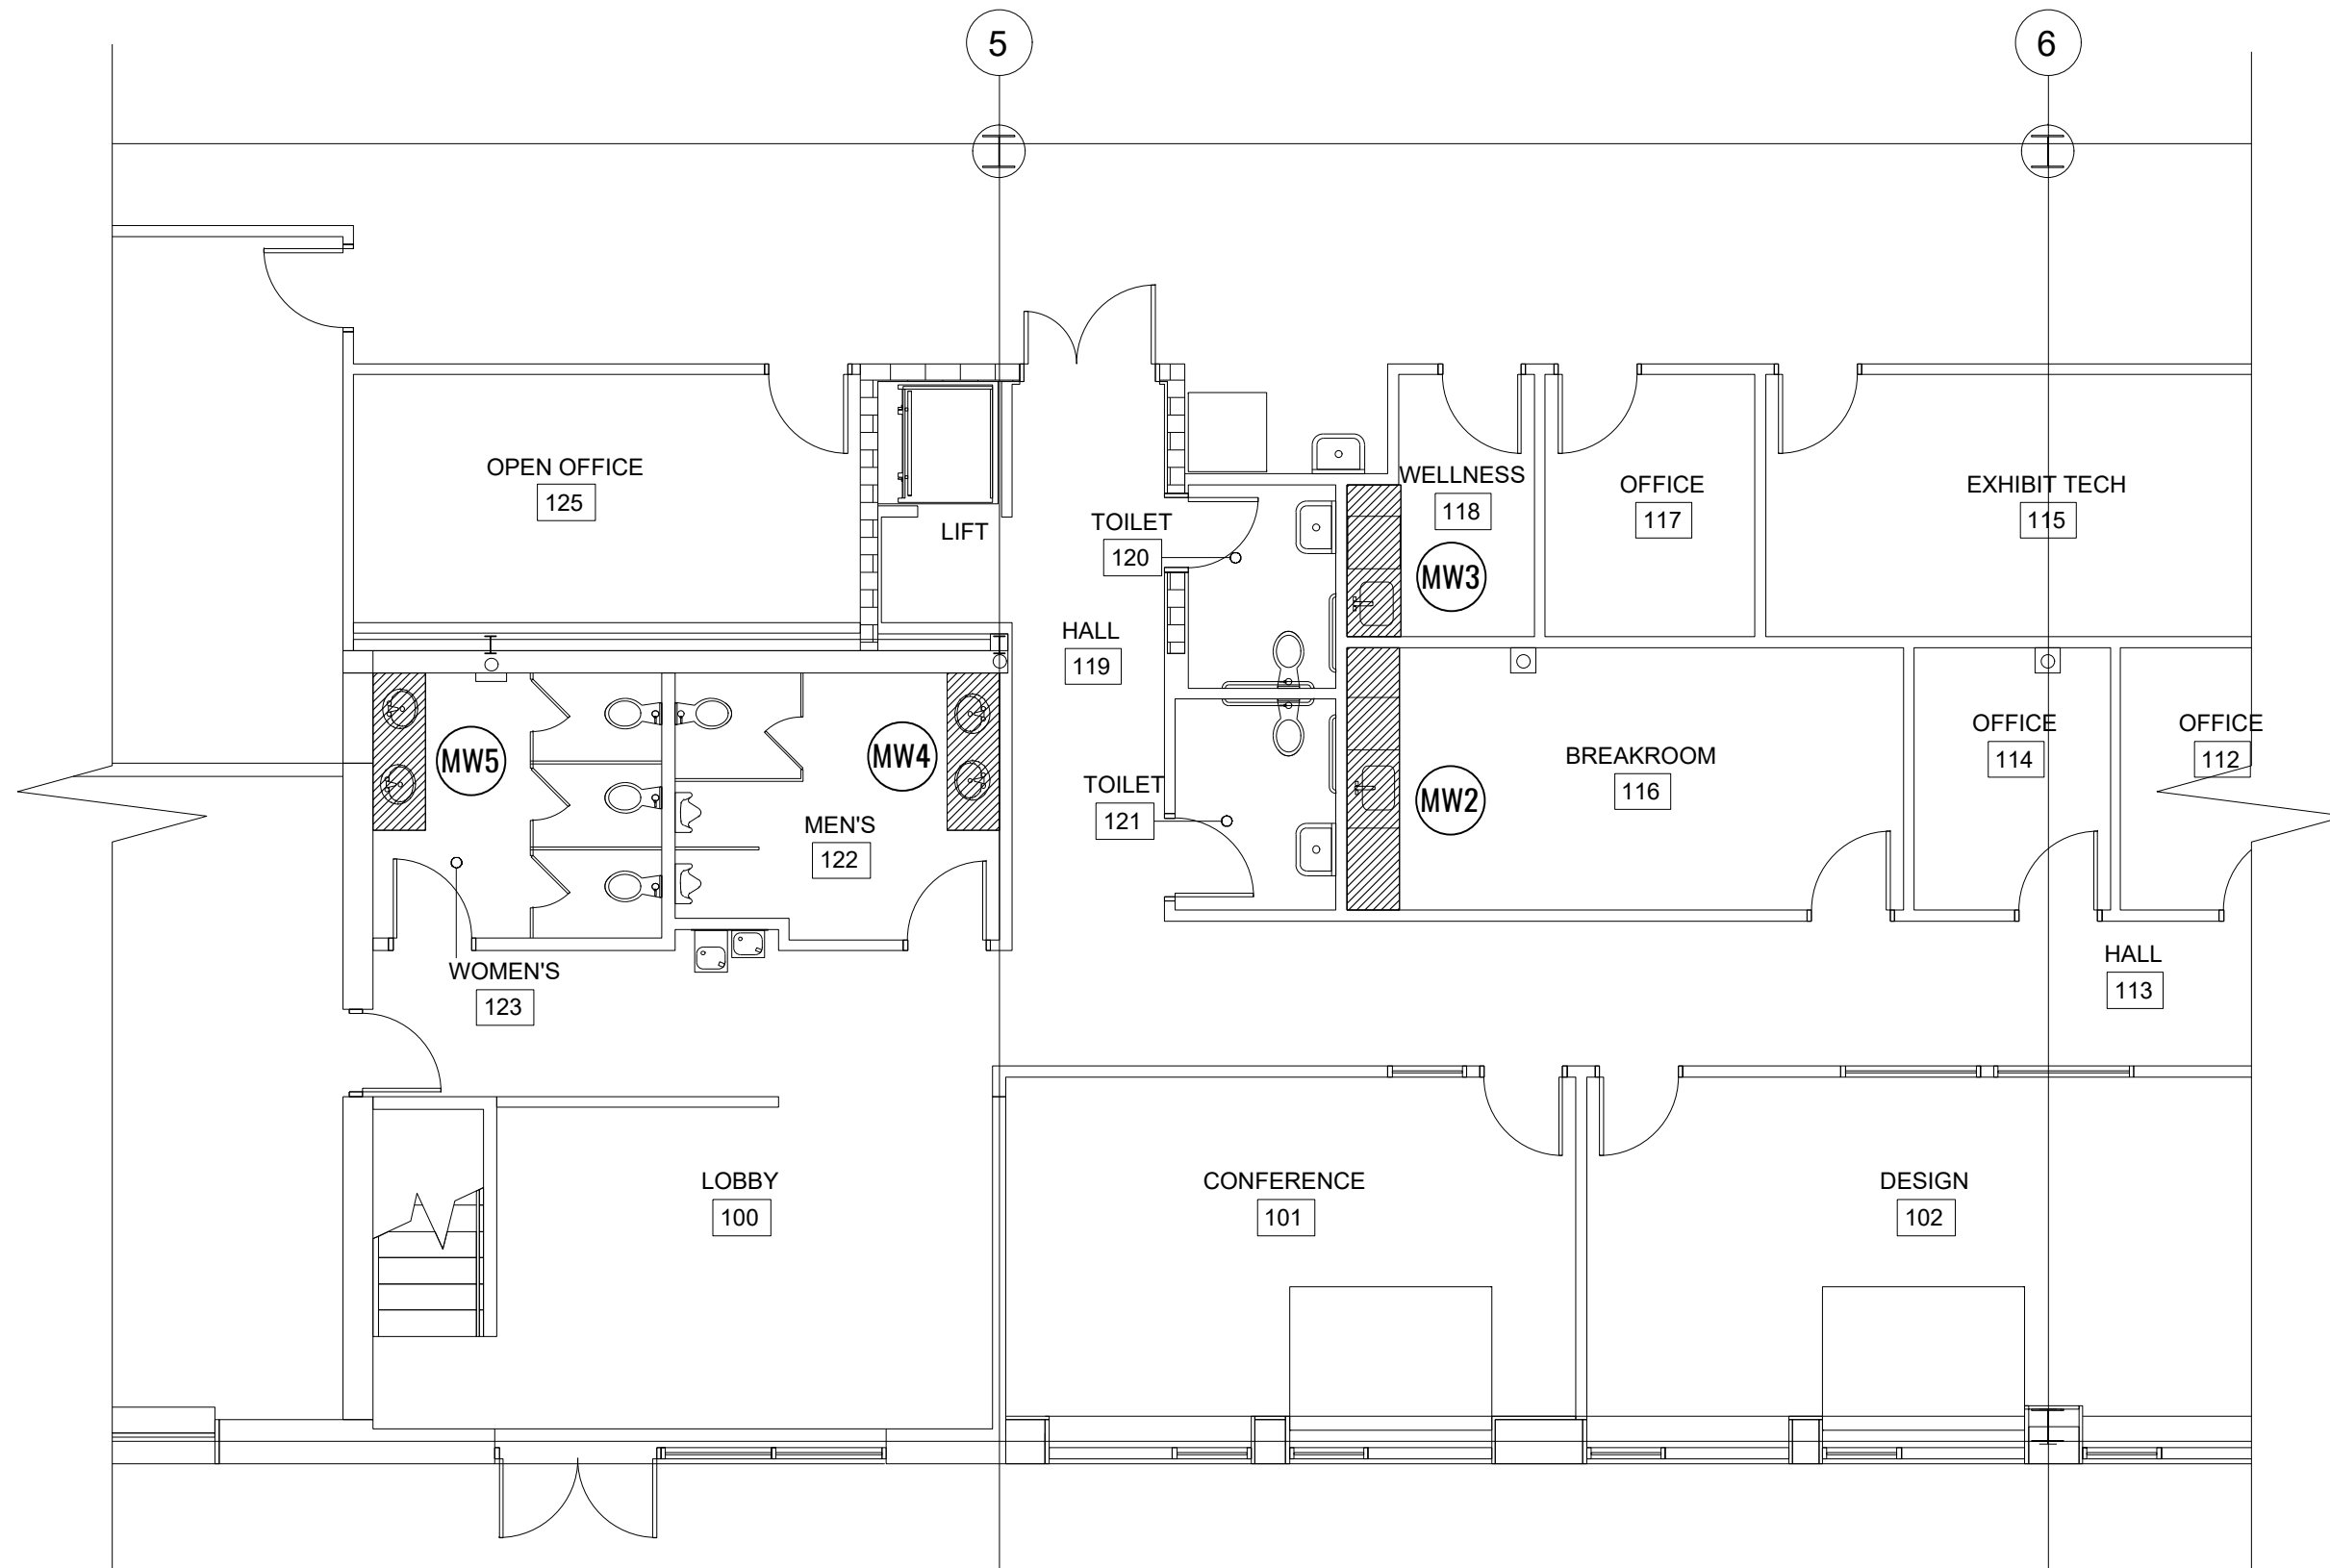 5
6
OPEN OFFICE
125
LIFT
TOILET
120
WELLNESS
118
OFFICE
117
EXHIBIT TECH
115
MW3
HALL
119
MW5
MW4
MEN'S
122
TOILET
121
MW2
BREAKROOM
116
OFFICE
114
OFFICE
112
WOMEN'S
123
HALL
113
LOBBY
100
CONFERENCE
101
DESIGN
102